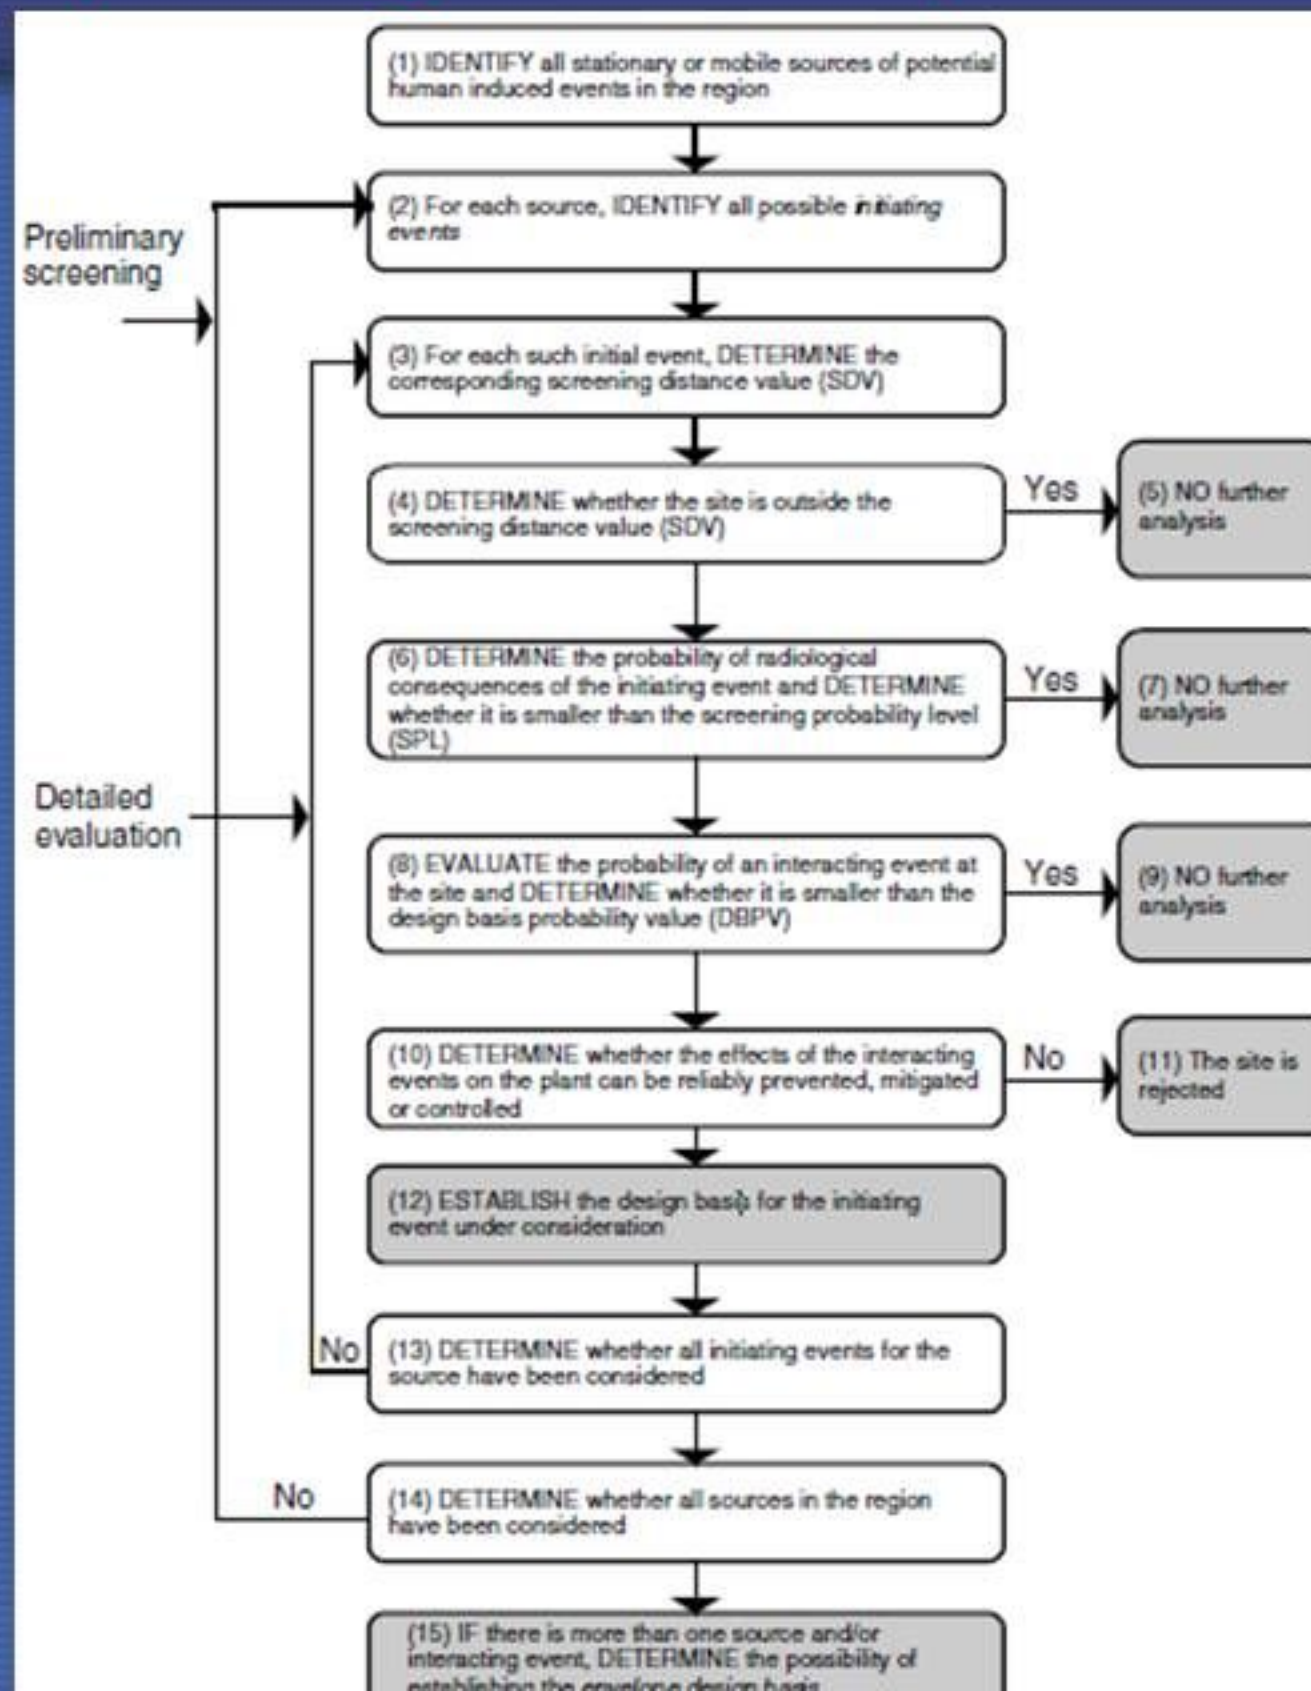 (1) IDENTIFY all stationary or mobile sources of potential
human induced events in the region
(2) For each source, IDENTIFY all possible initiating
events
Preliminary
screening
(3) For each such initial event, DETERMINE the
corresponding screening distance value (SDV)
(4) DETERMINE whether the site is outside the
screening distance value (SDV)
Yes
(5) NO further
analysis
(6) DETERMINE the probability of radiological
consequences of the initiating event and DETERMINE
whether it is smaller than the screening probability level
(SPL)
Yes
(7) NO further
analysis
Detailed
evaluation
(8) EVALUATE the probability of an interacting event at
the site and DETERMINE whether it is smaller than the
design basis probability value (DBPV)
Yes
(9) NO further
analysis
(10) DETERMINE whether the effects of the interacting
events on the plant can be reliably prevented, mitigated
or controlled
No
(11) The site is
rejected
(12) ESTABLISH the design basis for the initiating
event under consideration
No
(13) DETERMINE whether all initiating events for the
source have been considered
No
(14) DETERMINE whether all sources in the region
have been considered
(15) IF there is more than one source and/or
interacting event, DETERMINE the possibility of
establishing the envelope design basis